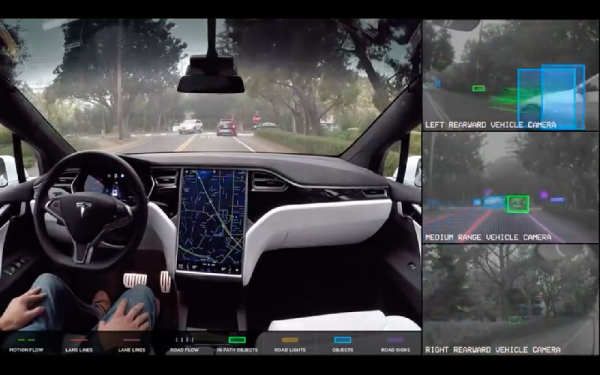 LEFT REARWARD VEHICLE CAMERA
MEDIUM RANGE VEHICLE CAMERA
RIGHT REARWARD VEHICLE CAMERA
MOTION FLOW
LANE LINES
LANE LINES
ROAD FLOW
IN-PATH OBJECTS
ROAD LIGHTS
OBJECTS
ROAD SIGNS